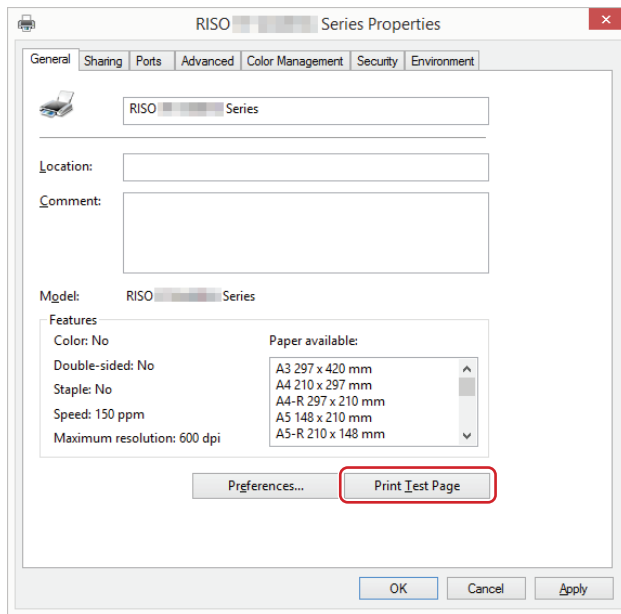 RISO Series Properties
General Sharing Ports Advanced Color Management Security Environment
RISO Series
Location:
Comment:
Model: RISO Series
Features
Color: No
Double-sided: No
Staple: No
Speed: 150 ppm
Maximum resolution: 600 dpi
Paper available:
A3 297 x 420 mm
A4 210 x 297 mm
A4-R 297 x 210 mm
A5 148 x 210 mm
A5-R 210 x 148 mm
Preferences... Print Test Page
OK Cancel Apply